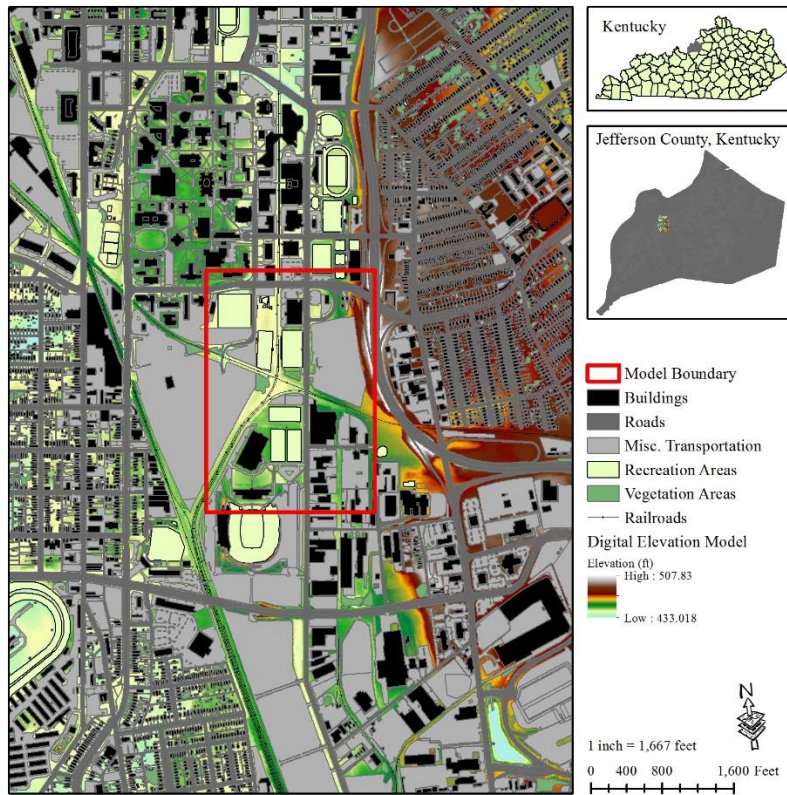 Kentucky
Jefferson County, Kentucky
Model Boundary
Buildings
Roads
Misc. Transportation
Recreation Areas
Vegetation Areas
Railroads
Digital Elevation Model
Elevation (ft)
High : 507.83
Low : 433.018
N
1 inch = 1,667 feet
0 400 800 1,600 Feet